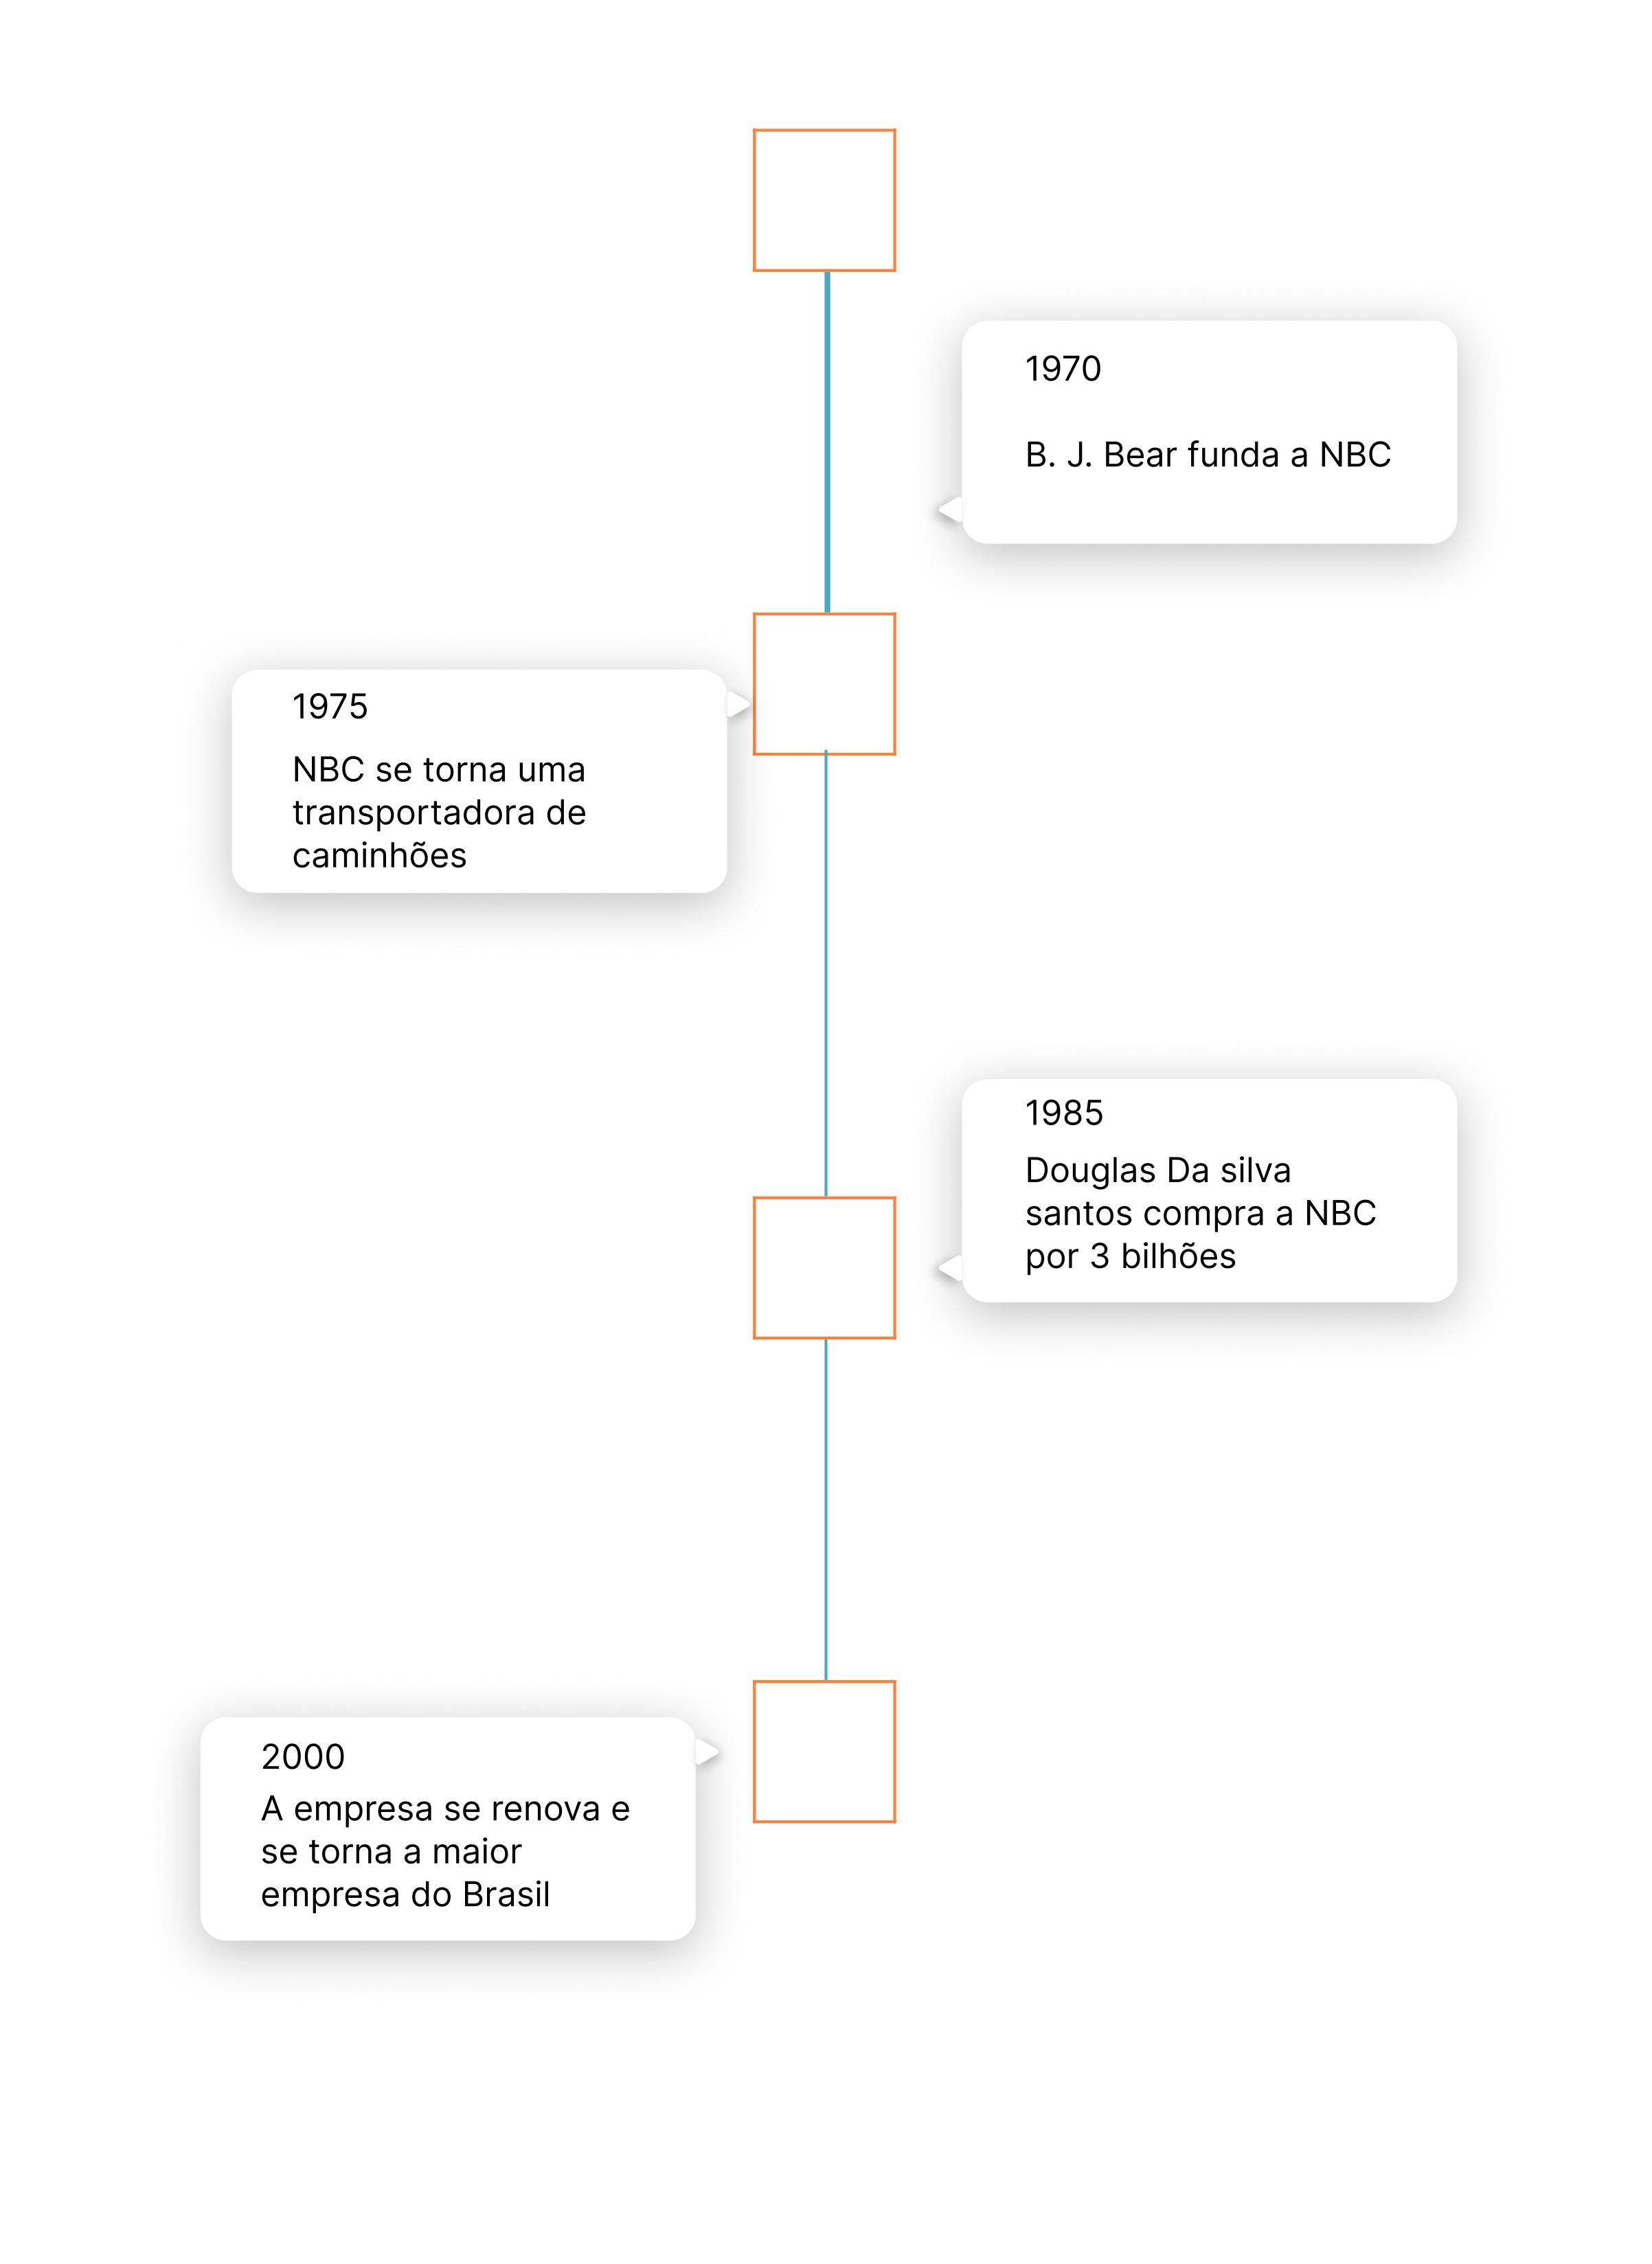 1970
B. J. Bear funda a NBC
1975
NBC se torna uma
transportadora de
caminhões
1985
Douglas Da silva
santos compra a NBC
por 3 bilhões
2000
A empresa se renova e
se torna a maior
empresa do Brasil